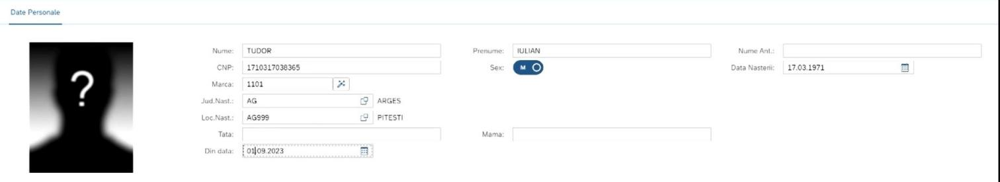 Date Personale
?
Nume: TUDOR Prenume: IULIAN Nume Ant.:
CNP: 1710317038365 Sex: M Data Nasterii: 17.03.1971
Marca: 1101
Jud.Nast.: AG ARGES
Loc.Nast.: AG999 PITESTI
Tata: Mama:
Din data: 01.09.2023